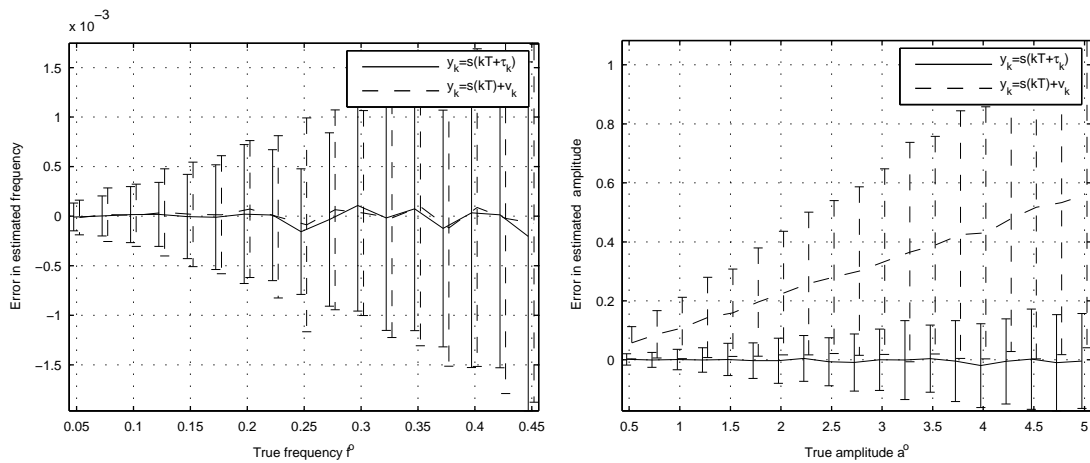 x 10⁻³
1.5
1
0.5
0
−0.5
−1
−1.5
0.05 0.1 0.15 0.2 0.25 0.3 0.35 0.4 0.45
Error in estimated frequency
True frequency f⁰
y_k=s(kT+τ_k)
y_k=s(kT)+v_k
1
0.8
0.6
0.4
0.2
0
0.5 1 1.5 2 2.5 3 3.5 4 4.5 5
Error in estimated amplitude
True amplitude a⁰
y_k=s(kT+τ_k)
y_k=s(kT)+v_k